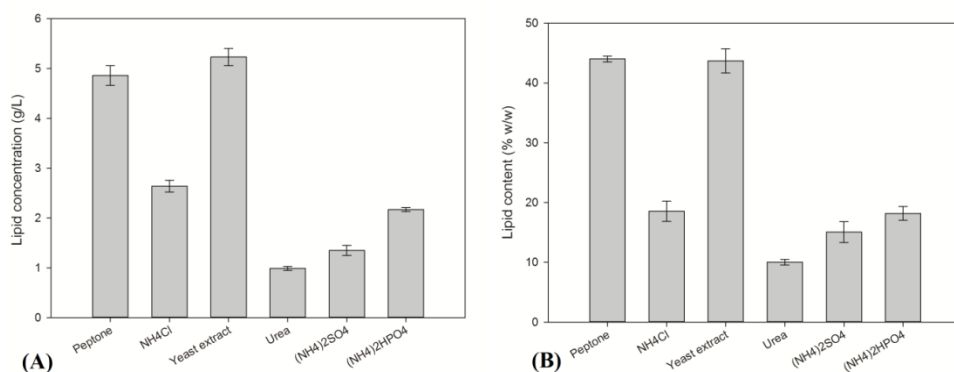 Lipid concentration (g/L)
6
5
4
3
2
1
0
Peptone
NH4Cl
Yeast extract
Urea
(NH4)2SO4
(NH4)2HPO4
(A)
Lipid content (% w/w)
50
40
30
20
10
0
Peptone
NH4Cl
Yeast extract
Urea
(NH4)2SO4
(NH4)2HPO4
(B)